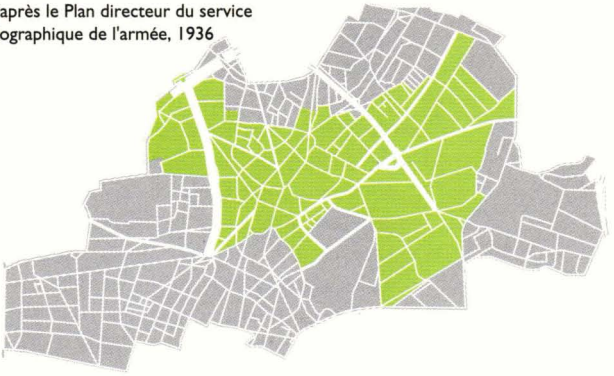 après le Plan directeur du service
ographique de l'armée, 1936